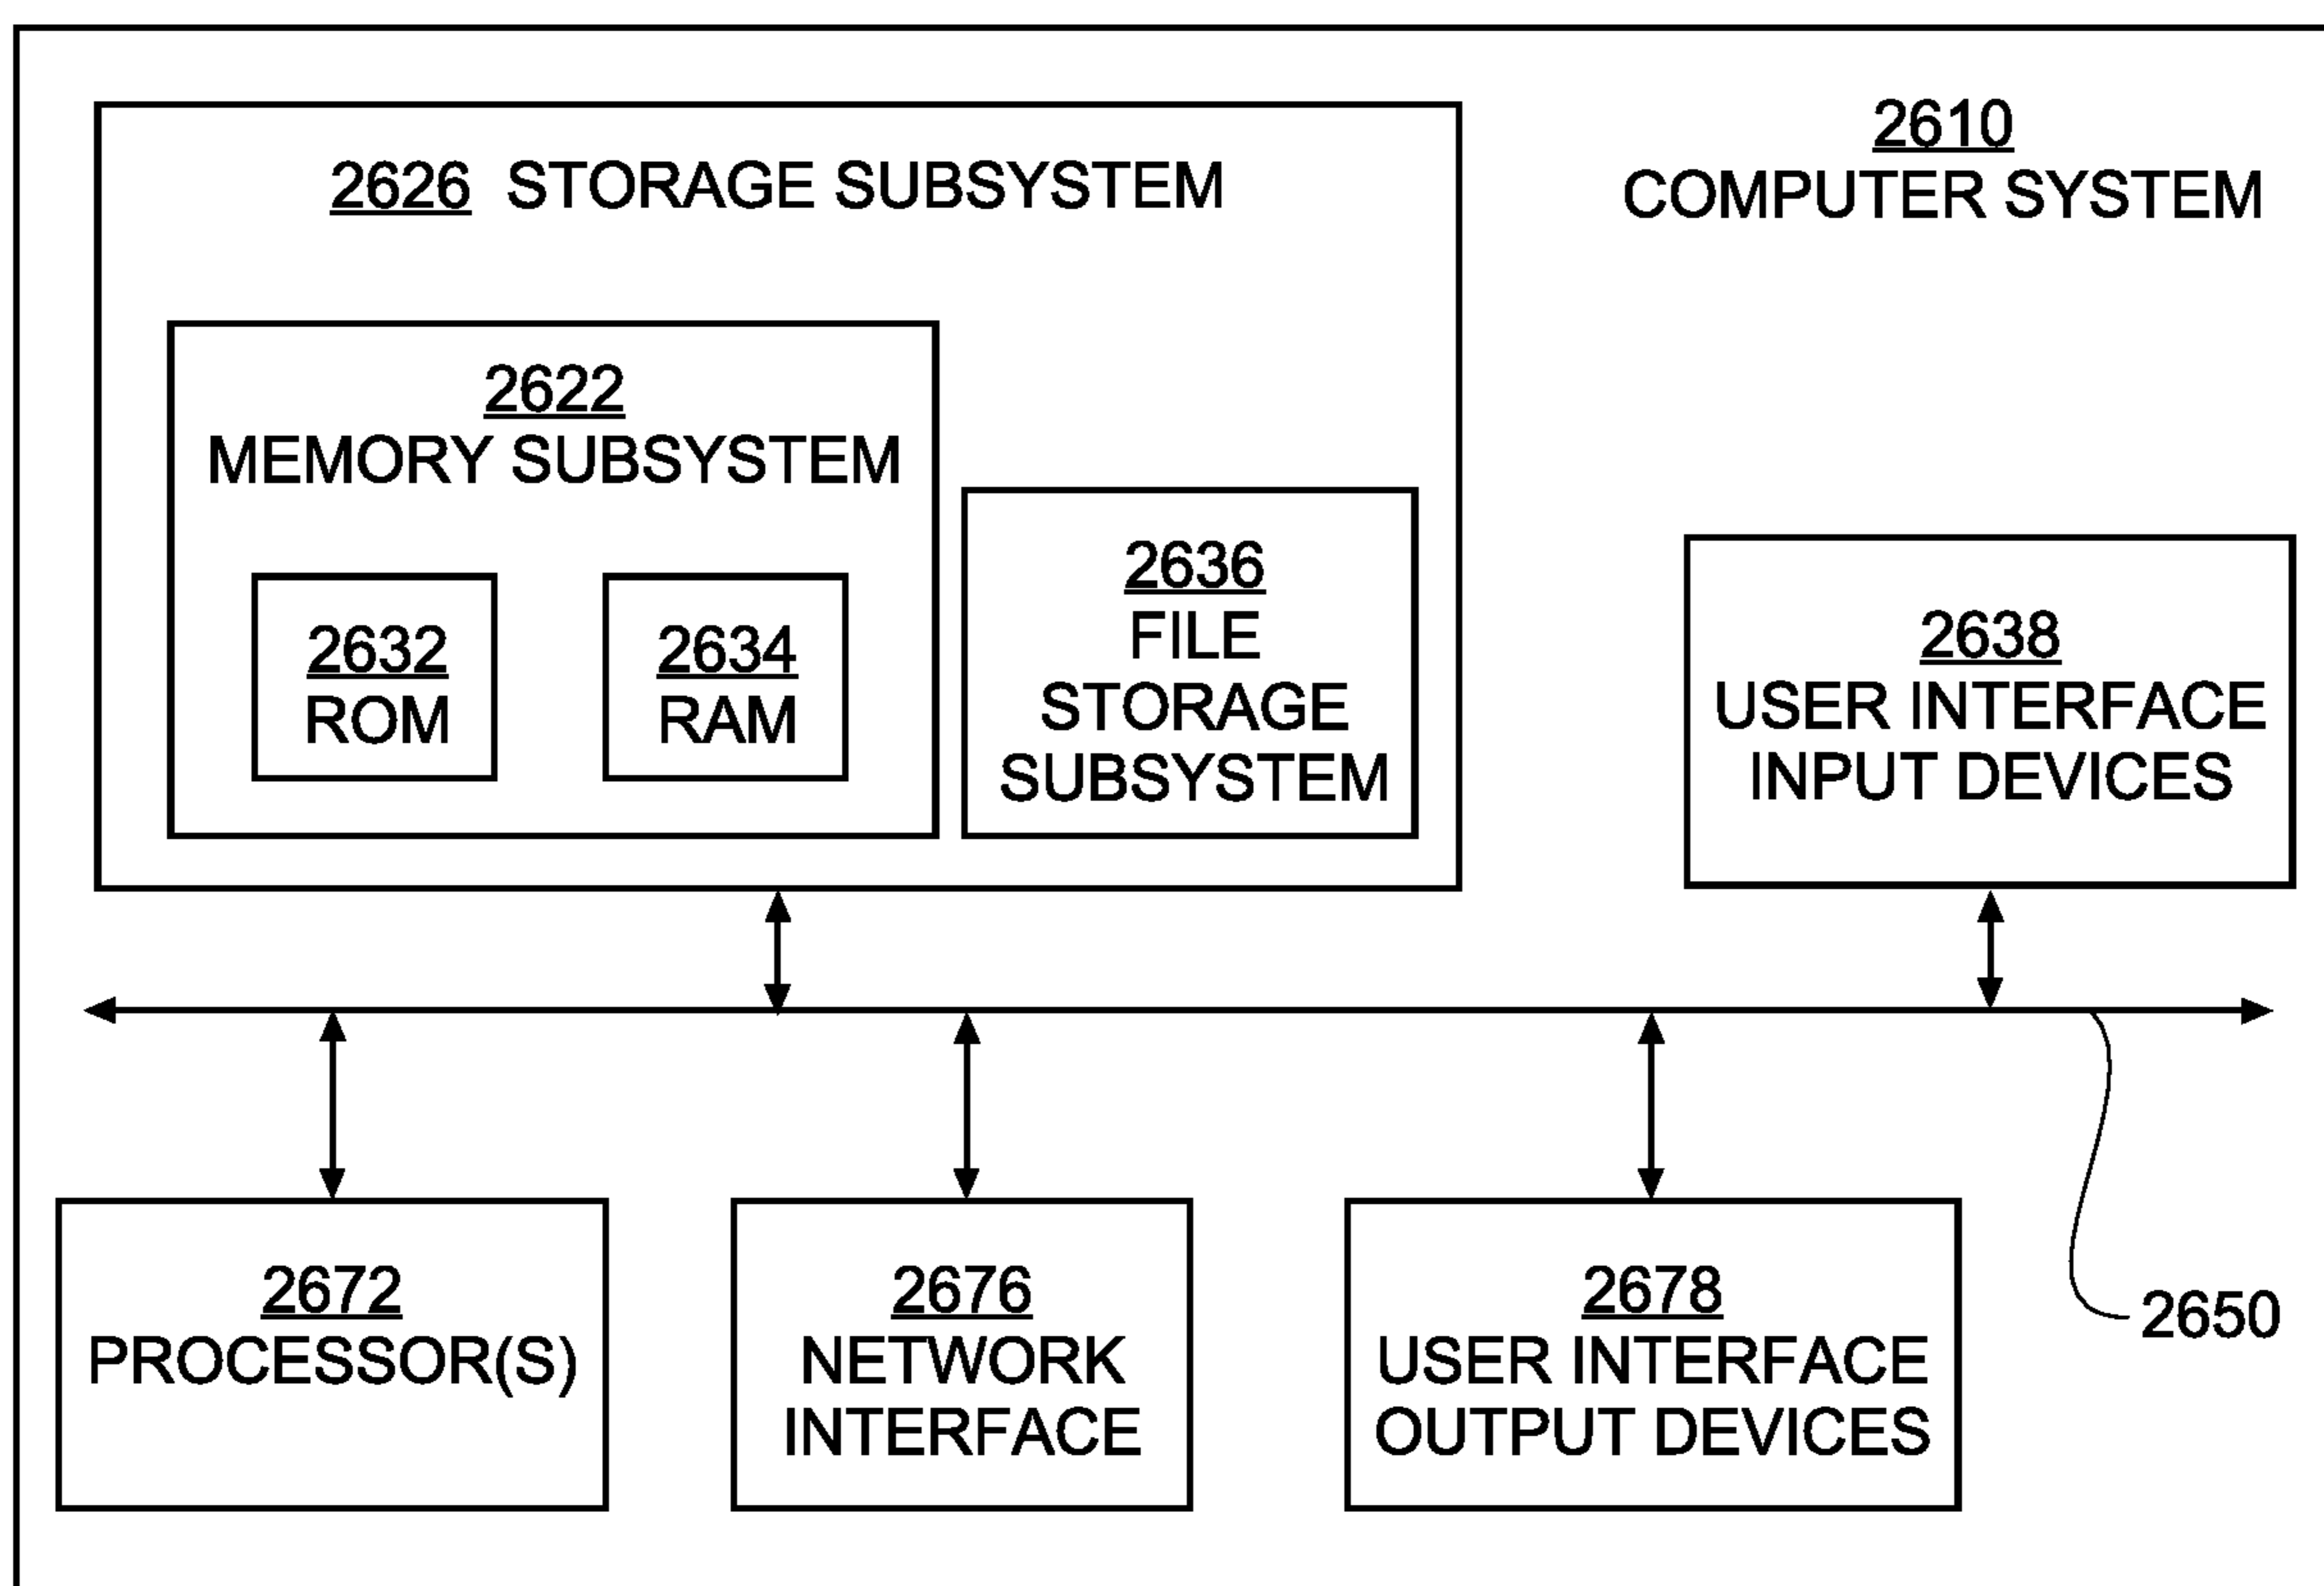 2610
COMPUTER SYSTEM
2626 STORAGE SUBSYSTEM
2622
MEMORY SUBSYSTEM
2632
ROM
2634
RAM
2636
FILE
STORAGE
SUBSYSTEM
2638
USER INTERFACE
INPUT DEVICES
2672
PROCESSOR(S)
2676
NETWORK
INTERFACE
2678
USER INTERFACE
OUTPUT DEVICES
2650